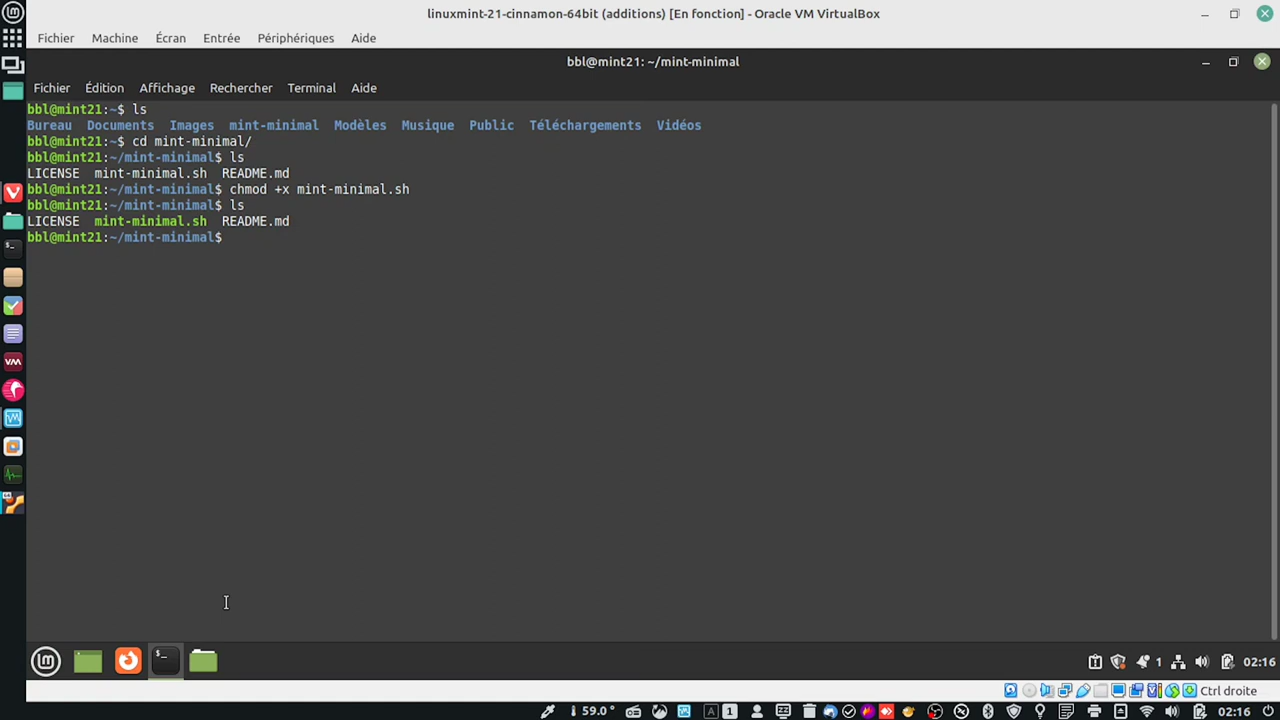 linuxmint-21-cinnamon-64bit (additions) [En fonction] - Oracle VM VirtualBox
Fichier Machine Écran Entrée Périphériques Aide
bbl@mint21: ~/mint-minimal
Fichier Édition Affichage Rechercher Terminal Aide
bbl@mint21:~$ ls
Bureau Documents Images mint-minimal Modèles Musique Public Téléchargements Vidéos
bbl@mint21:~$ cd mint-minimal/
bbl@mint21:~/mint-minimal$ ls
LICENSE mint-minimal.sh README.md
bbl@mint21:~/mint-minimal$ chmod +x mint-minimal.sh
bbl@mint21:~/mint-minimal$ ls
LICENSE mint-minimal.sh README.md
bbl@mint21:~/mint-minimal$
1 02:16
Ctrl droite
59.0° A 1 02:16